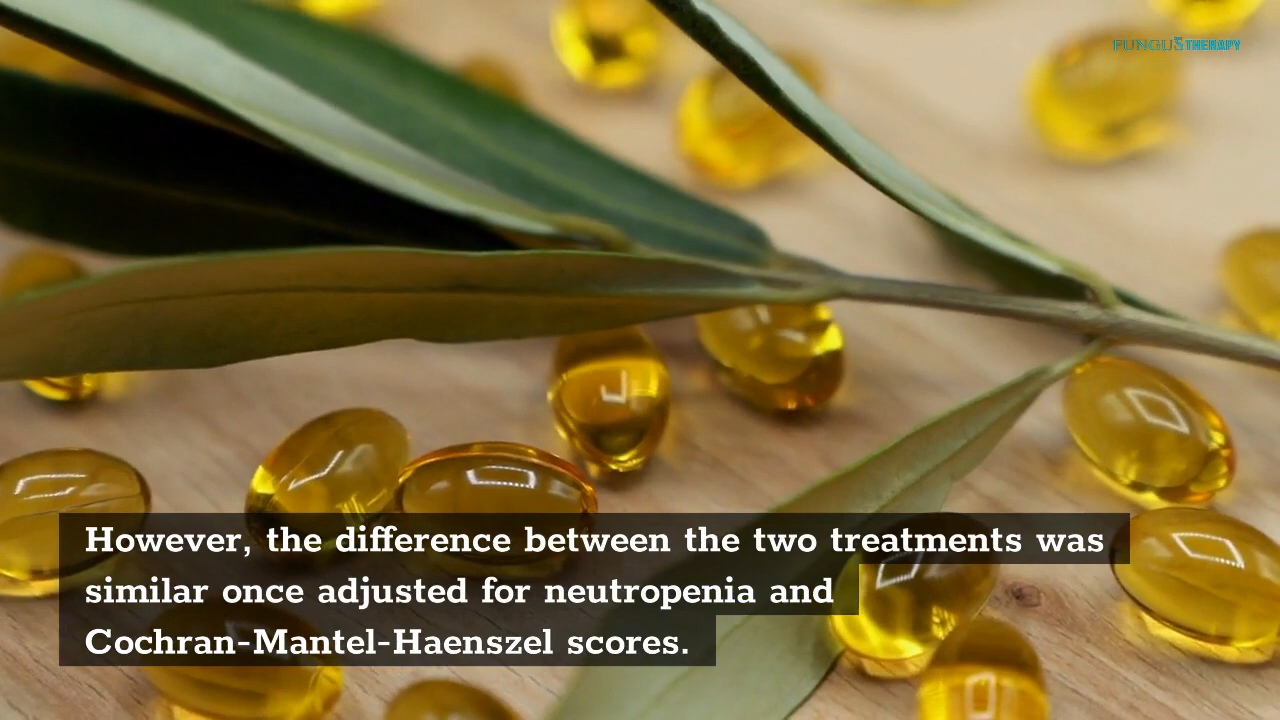 FUNGUSTHERAPY
However, the difference between the two treatments was
similar once adjusted for neutropenia and
Cochran-Mantel-Haenszel scores.